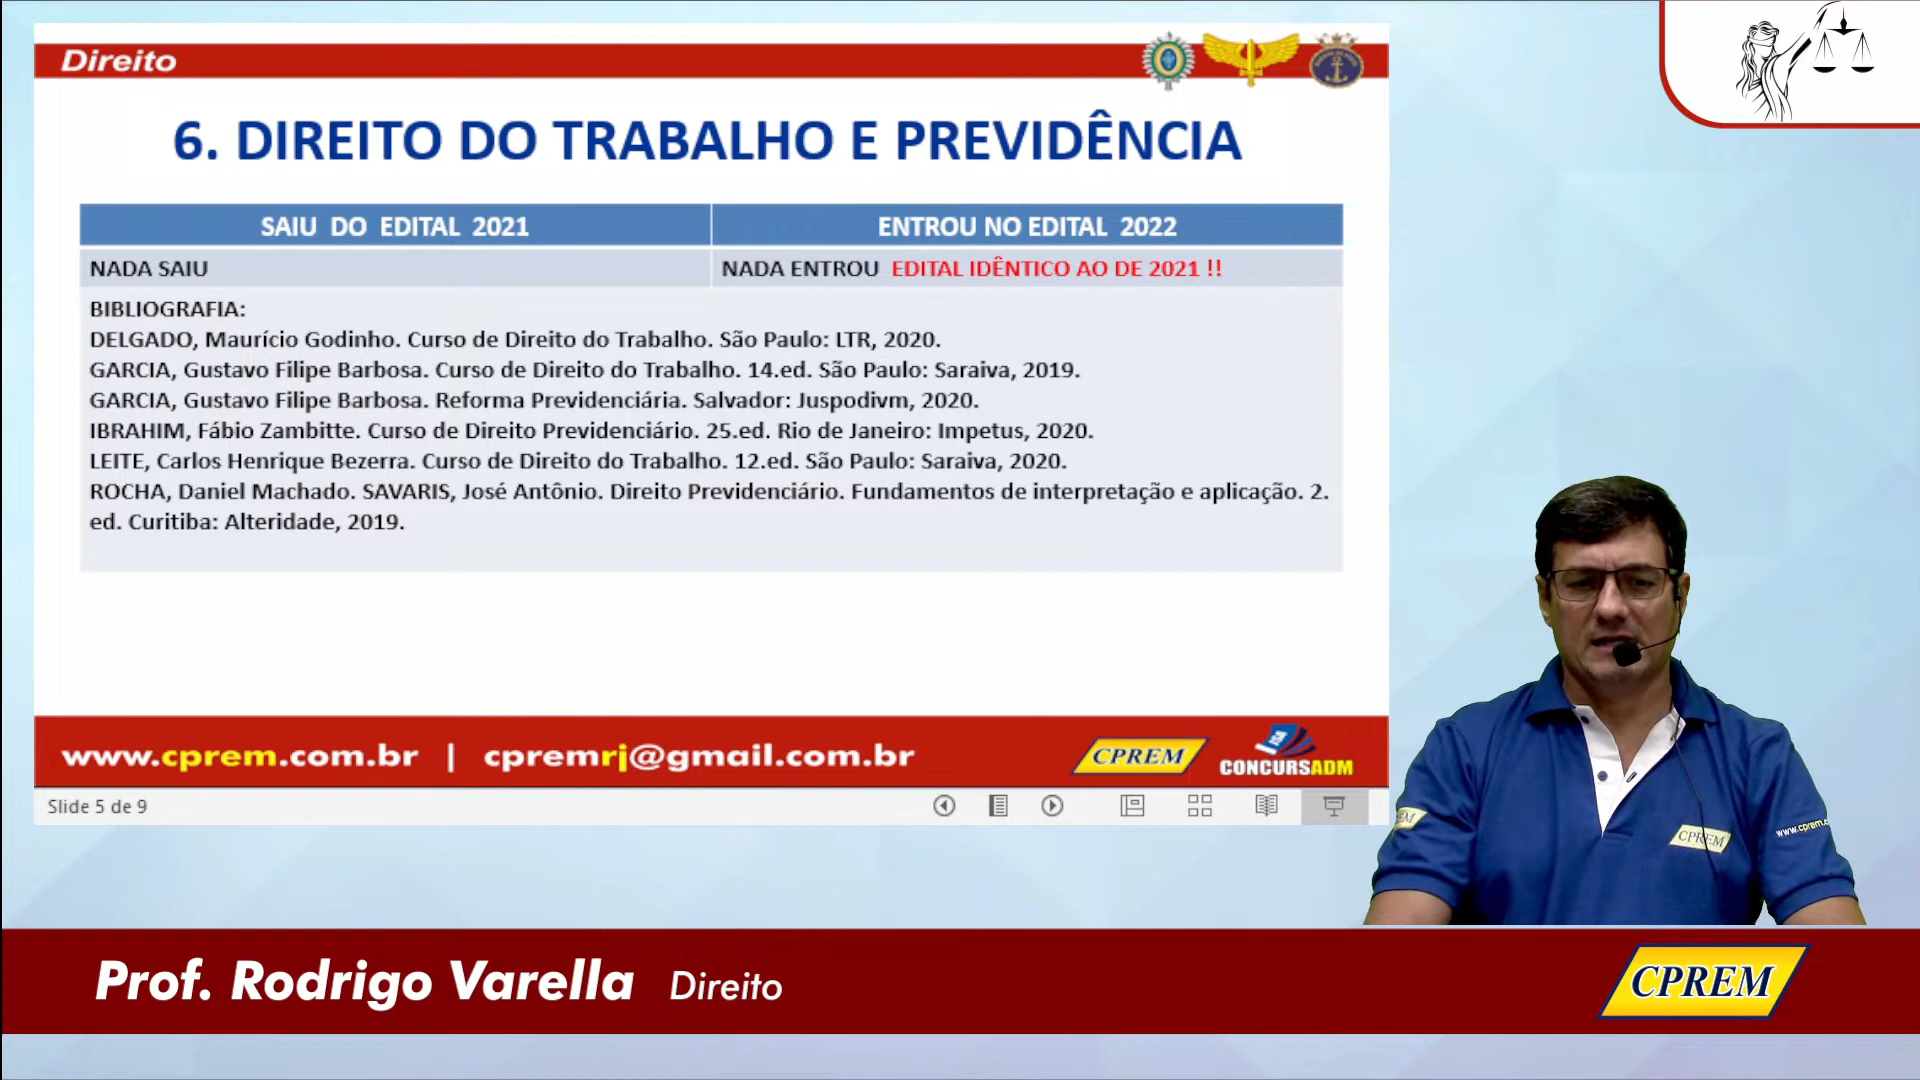 Direito
6. DIREITO DO TRABALHO E PREVIDÊNCIA
SAIU DO EDITAL 2021
ENTROU NO EDITAL 2022
NADA SAIU
NADA ENTROU EDITAL IDÊNTICO AO DE 2021 !!
BIBLIOGRAFIA:
DELGADO, Maurício Godinho. Curso de Direito do Trabalho. São Paulo: LTR, 2020.
GARCIA, Gustavo Filipe Barbosa. Curso de Direito do Trabalho. 14.ed. São Paulo: Saraiva, 2019.
GARCIA, Gustavo Filipe Barbosa. Reforma Previdenciária. Salvador: Juspodivm, 2020.
IBRAHIM, Fábio Zambitte. Curso de Direito Previdenciário. 25.ed. Rio de Janeiro: Impetus, 2020.
LEITE, Carlos Henrique Bezerra. Curso de Direito do Trabalho. 12.ed. São Paulo: Saraiva, 2020.
ROCHA, Daniel Machado. SAVARIS, José Antônio. Direito Previdenciário. Fundamentos de interpretação e aplicação. 2.
ed. Curitiba: Alteridade, 2019.
www.cprem.com.br | cpremrj@gmail.com.br
CPREM
CONCURSADM
Slide 5 de 9
CPREM
www.cprem.c
Prof. Rodrigo Varella Direito
CPREM